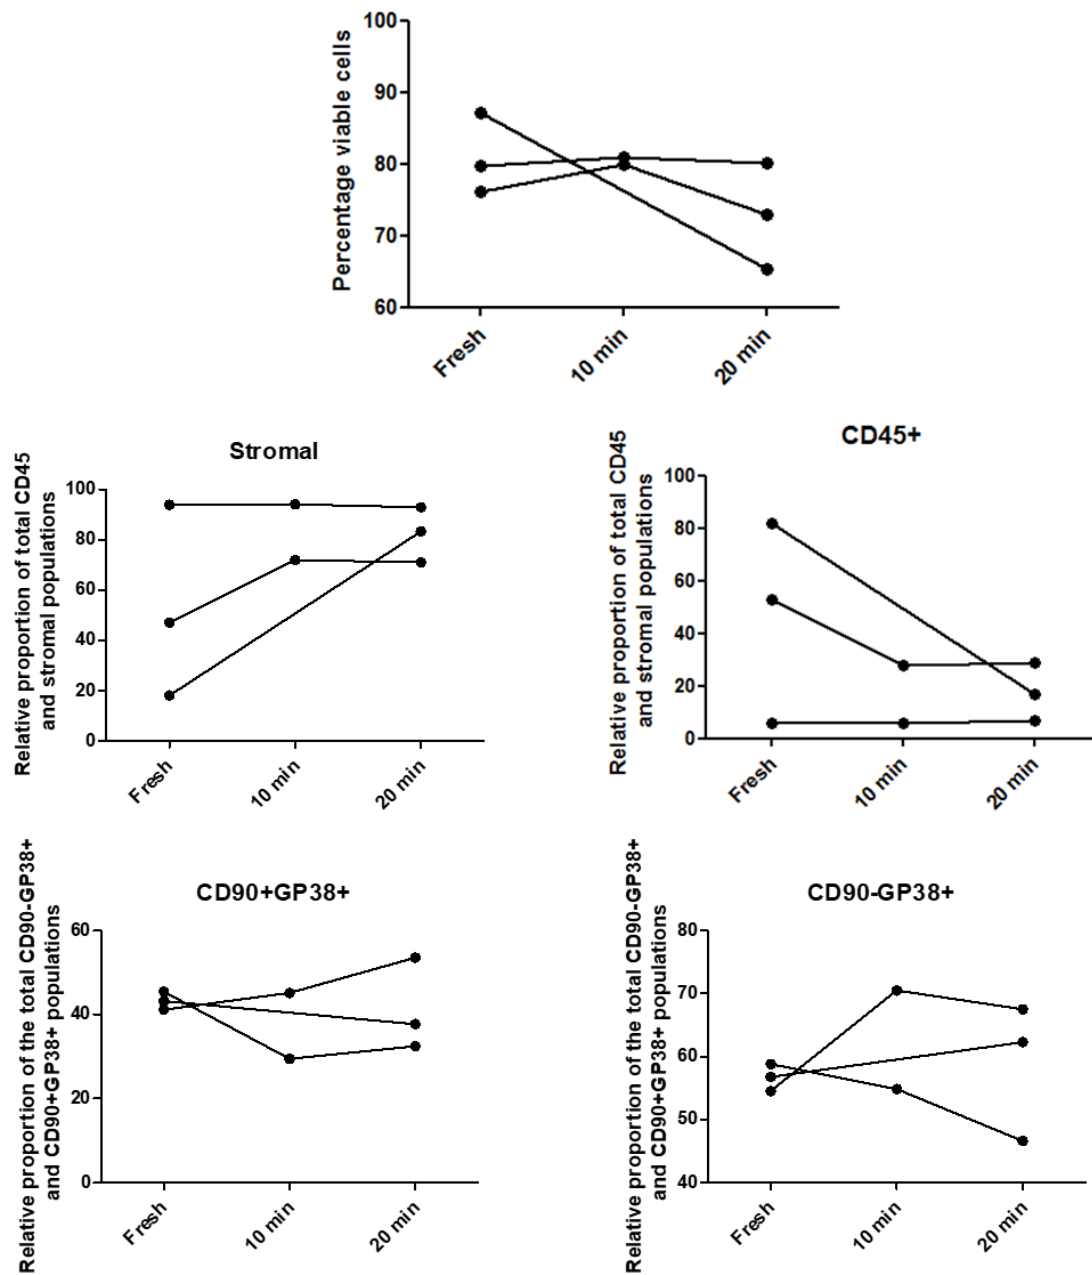 Percentage viable cells
100
90
80
70
60
Fresh
10 min
20 min
Stromal
Relative proportion of total CD45
and stromal populations
100
80
60
40
20
0
Fresh
10 min
20 min
CD45+
Relative proportion of total CD45
and stromal populations
100
80
60
40
20
0
Fresh
10 min
20 min
CD90+GP38+
Relative proportion of the total CD90-GP38+
and CD90+GP38+ populations
60
40
20
0
Fresh
10 min
20 min
CD90-GP38+
Relative proportion of the total CD90-GP38+
and CD90+GP38+ populations
80
70
60
50
40
Fresh
10 min
20 min